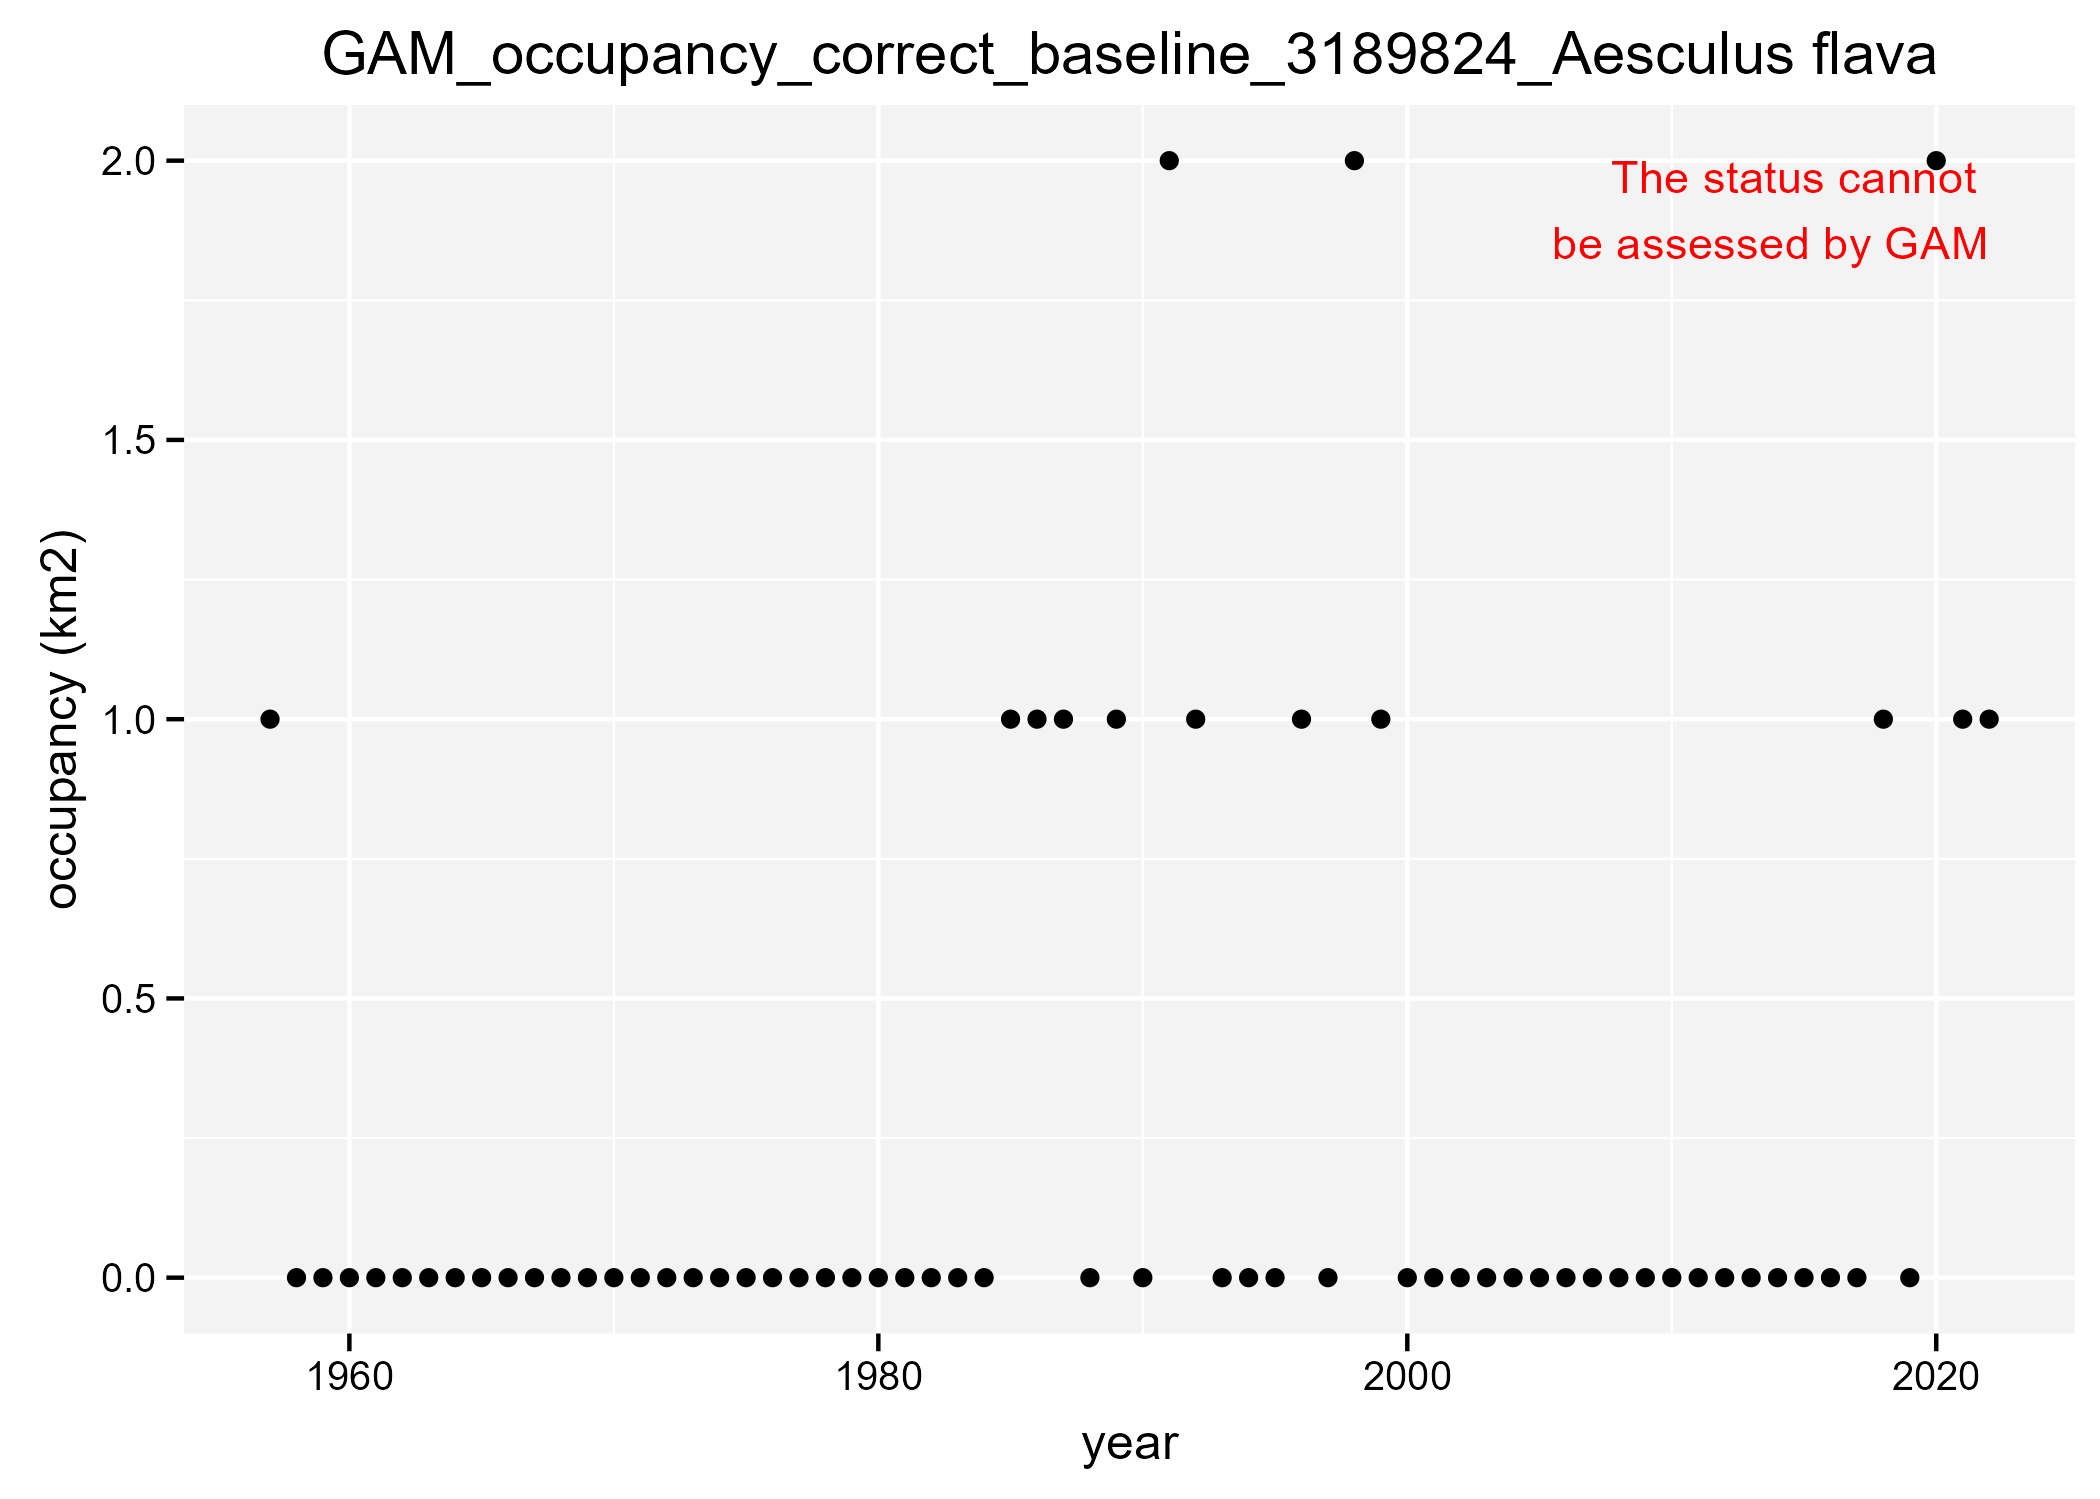 GAM_occupancy_correct_baseline_3189824_Aesculus flava
The status cannot
be assessed by GAM
occupancy (km2)
2.0
1.5
1.0
0.5
0.0
1960
1980
2000
2020
year